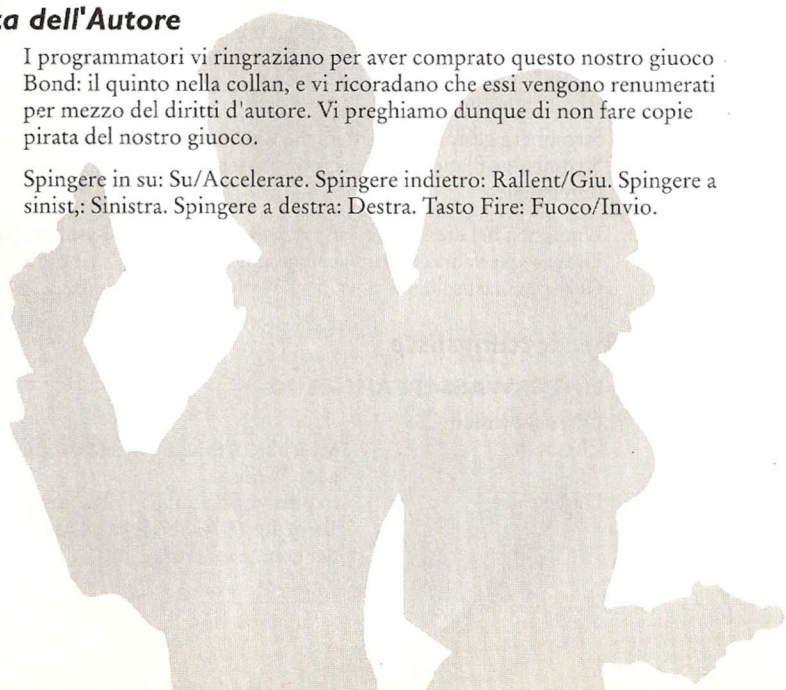 dell'Autore
I programmatori vi ringraziano per aver comprato questo nostro giuoco
Bond: il quinto nella collan, e vi ricoradano che essi vengono renumerati
per mezzo del diritti d'autore. Vi preghiamo dunque di non fare copie
pirata del nostro giuoco.
Spingere in su: Su/Accelerare. Spingere indietro: Rallent/Giu. Spingere a
sinist,: Sinistra. Spingere a destra: Destra. Tasto Fire: Fuoco/Invio.